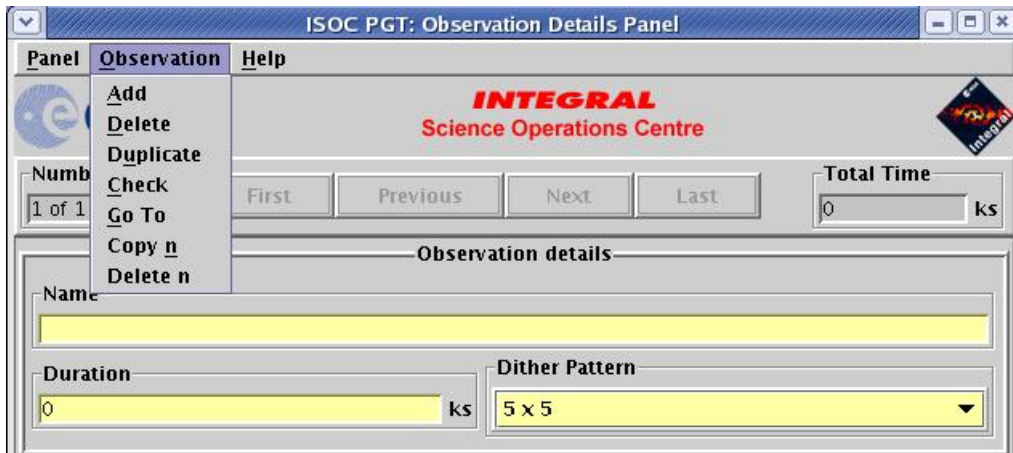 ISOC PGT: Observation Details Panel
Panel Observation Help
Add
Delete
Duplicate
Check
Go To
Copy n
Delete n
INTEGRAL
Science Operations Centre
Integral
1 of 1
First Previous Next Last
Total Time
0 ks
Observation details
Name
Duration
0 ks
Dither Pattern
5 x 5